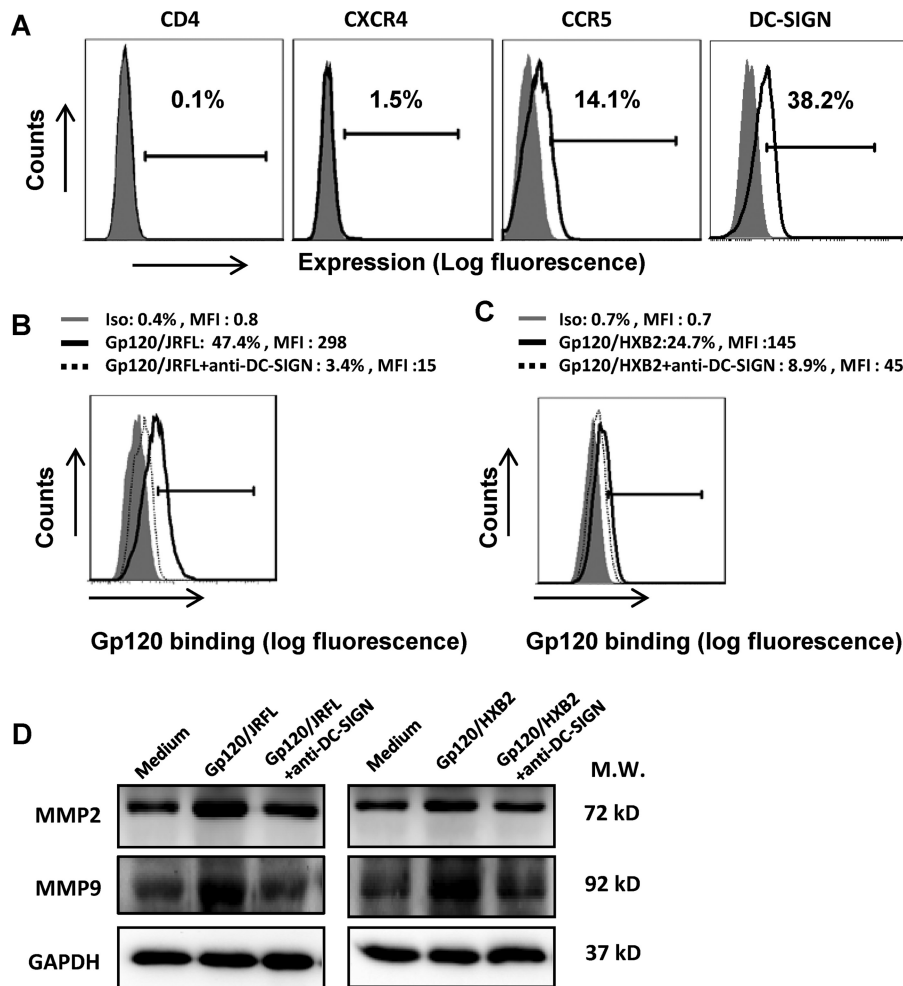 A
CD4 CXCR4 CCR5 DC-SIGN
0.1% 1.5% 14.1% 38.2%
Counts
Expression (Log fluorescence)
B
Iso: 0.4% , MFI : 0.8
Gp120/JRFL: 47.4% , MFI : 298
Gp120/JRFL+anti-DC-SIGN : 3.4% , MFI :15
Counts
Gp120 binding (log fluorescence)
C
Iso: 0.7% , MFI : 0.7
Gp120/HXB2:24.7% , MFI :145
Gp120/HXB2+anti-DC-SIGN : 8.9% , MFI : 45
Counts
Gp120 binding (log fluorescence)
D
Medium
Gp120/JRFL
Gp120/JRFL
+anti-DC-SIGN
Medium
Gp120/HXB2
Gp120/HXB2
+anti-DC-SIGN
M.W.
MMP2 72 kD
MMP9 92 kD
GAPDH 37 kD